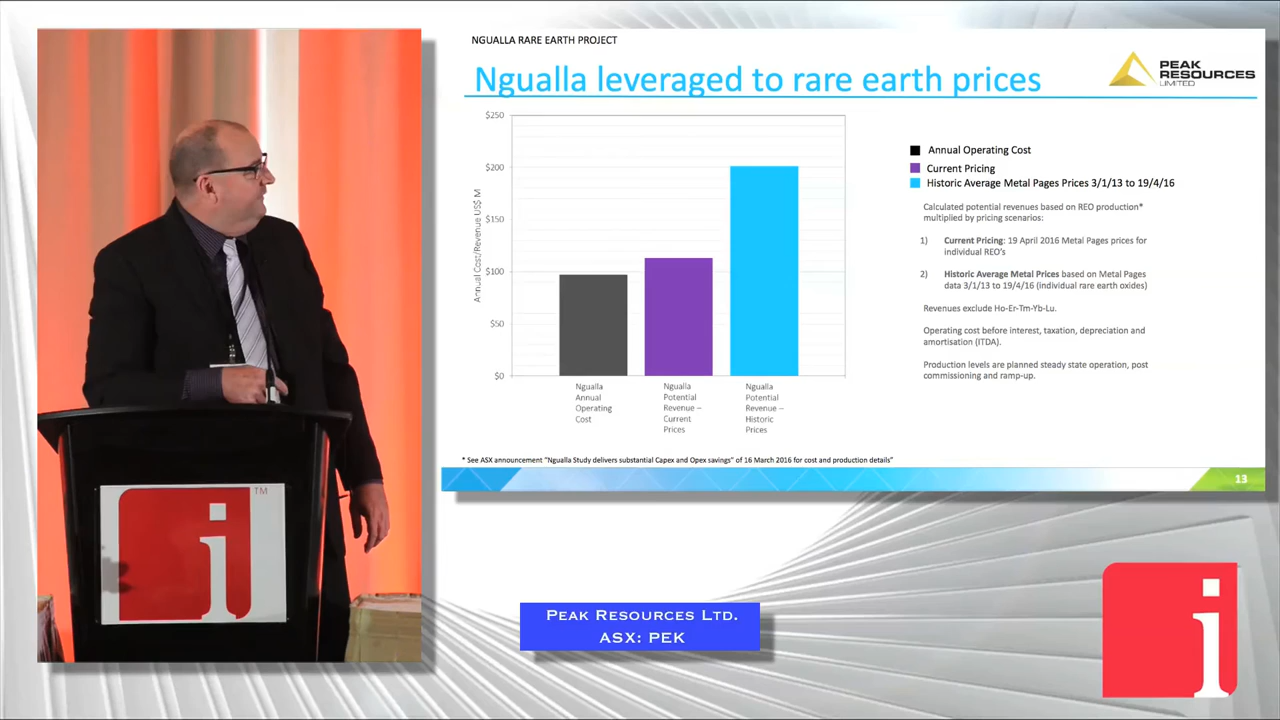 NGUALLA RARE EARTH PROJECT
Ngualla leveraged to rare earth prices
PEAK
RESOURCES
LIMITED
$250
$200
$150
$100
$50
$0
Annual Cost/Revenue US$ M
Ngualla
Annual
Operating
Cost
Ngualla
Potential
Revenue –
Current
Prices
Ngualla
Potential
Revenue –
Historic
Prices
Annual Operating Cost
Current Pricing
Historic Average Metal Pages Prices 3/1/13 to 19/4/16
Calculated potential revenues based on REO production*
multiplied by pricing scenarios:
1) Current Pricing: 19 April 2016 Metal Pages prices for
individual REO's
2) Historic Average Metal Prices based on Metal Pages
data 3/1/13 to 19/4/16 (individual rare earth oxides)
Revenues exclude Ho-Er-Tm-Yb-Lu.
Operating cost before interest, taxation, depreciation and
amortisation (ITDA).
Production levels are planned steady state operation, post
commissioning and ramp-up.
* See ASX announcement "Ngualla Study delivers substantial Capex and Opex savings" of 16 March 2016 for cost and production details"
13
i
TM
Peak Resources Ltd.
ASX: PEK
i